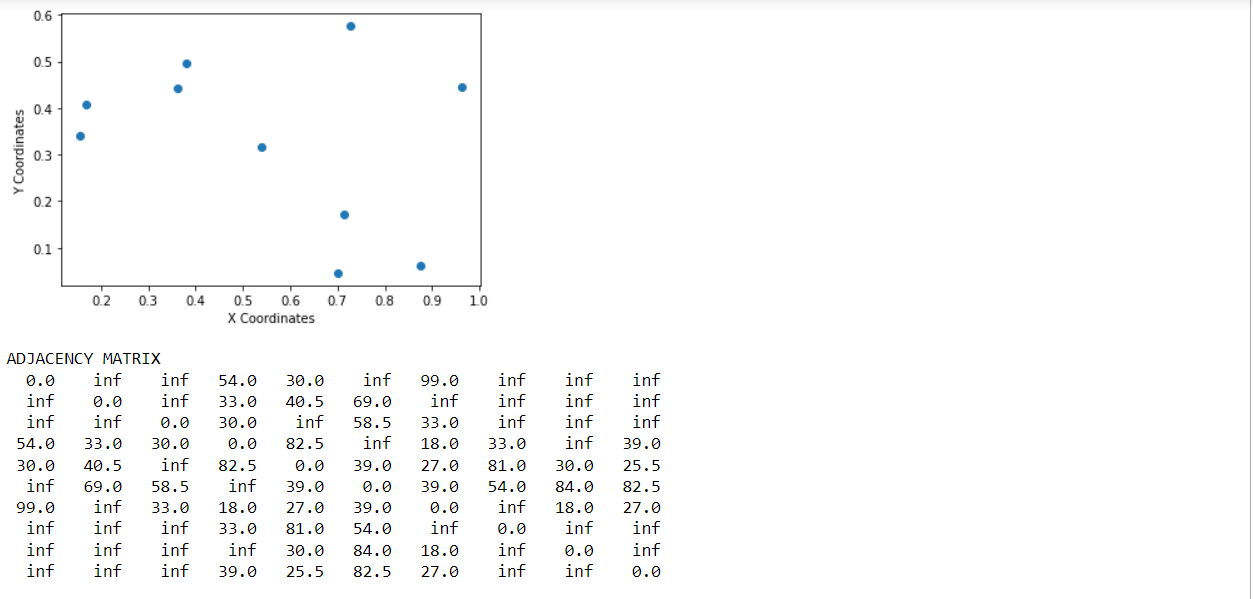 0.6
0.5
0.4
0.3
0.2
0.1
Y Coordinates
0.2 0.3 0.4 0.5 0.6 0.7 0.8 0.9 1.0
X Coordinates
ADJACENCY MATRIX
0.0 inf inf 54.0 30.0 inf 99.0 inf inf inf
inf 0.0 inf 33.0 40.5 69.0 inf inf inf inf
inf inf 0.0 30.0 inf 58.5 33.0 inf inf inf
54.0 33.0 30.0 0.0 82.5 inf 18.0 33.0 inf 39.0
30.0 40.5 inf 82.5 0.0 39.0 27.0 81.0 30.0 25.5
inf 69.0 58.5 inf 39.0 0.0 39.0 54.0 84.0 82.5
99.0 inf 33.0 18.0 27.0 39.0 0.0 inf 18.0 27.0
inf inf inf 33.0 81.0 54.0 inf 0.0 inf inf
inf inf inf inf 30.0 84.0 18.0 inf 0.0 inf
inf inf inf 39.0 25.5 82.5 27.0 inf inf 0.0